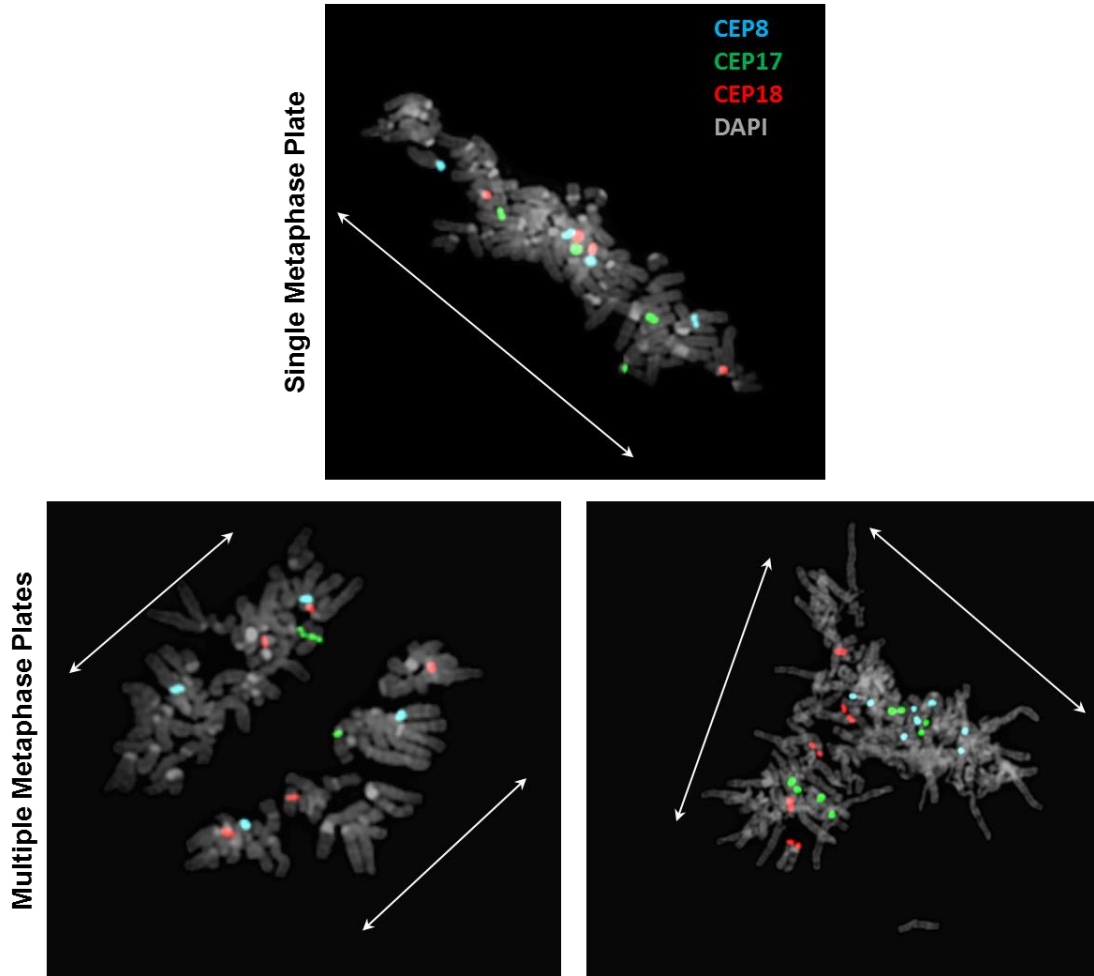 CEP8
CEP17
CEP18
DAPI
Single Metaphase Plate
Multiple Metaphase Plates